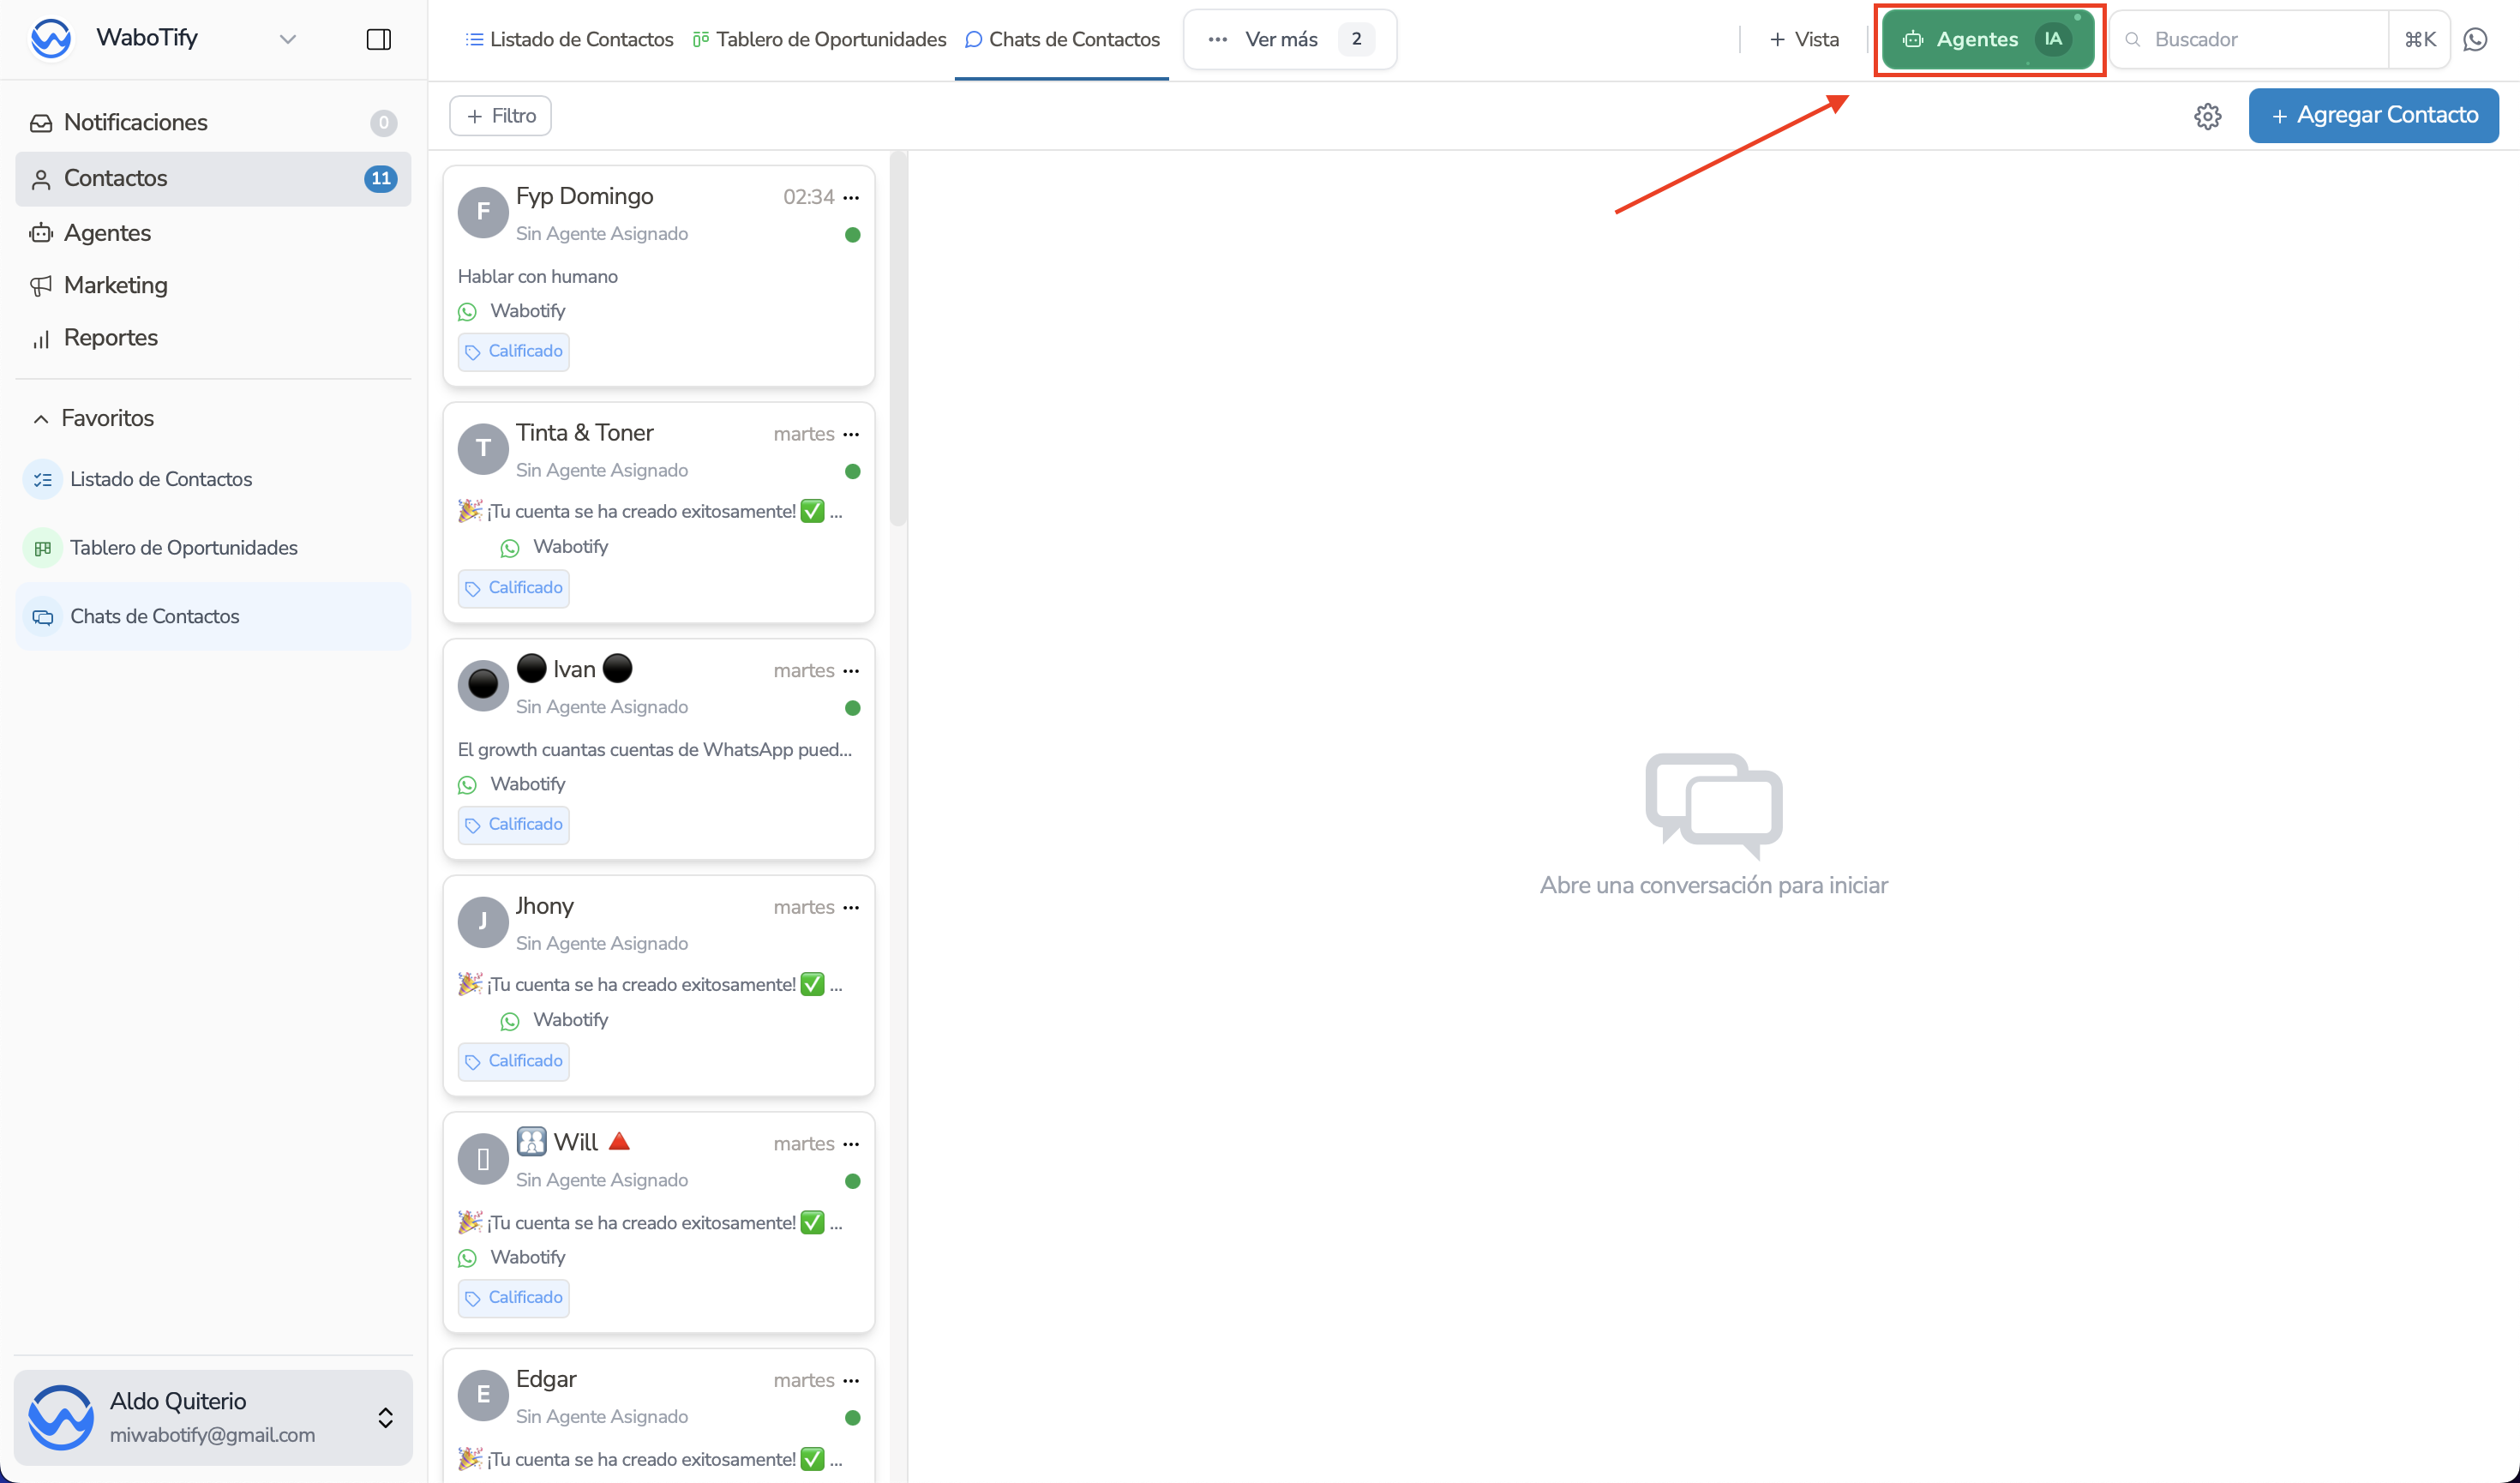 WaboTify
Listado de Contactos
Tablero de Oportunidades
Chats de Contactos
Ver más
2
+ Vista
Agentes IA
Buscador
⌘K
Notificaciones
0
Contactos
11
Agentes
Marketing
Reportes
Favoritos
Listado de Contactos
Tablero de Oportunidades
Chats de Contactos
Aldo Quiterio
miwabotify@gmail.com
+ Filtro
+ Agregar Contacto
F
Fyp Domingo
02:34
Sin Agente Asignado
Hablar con humano
Wabotify
Calificado
T
Tinta & Toner
martes
Sin Agente Asignado
🎉 ¡Tu cuenta se ha creado exitosamente! ✅ ...
Wabotify
Calificado
⚫ Ivan ⚫
martes
Sin Agente Asignado
El growth cuantas cuentas de WhatsApp pued...
Wabotify
Calificado
J
Jhony
martes
Sin Agente Asignado
🎉 ¡Tu cuenta se ha creado exitosamente! ✅ ...
Wabotify
Calificado
Will 🔺
martes
Sin Agente Asignado
🎉 ¡Tu cuenta se ha creado exitosamente! ✅ ...
Wabotify
Calificado
E
Edgar
martes
Sin Agente Asignado
🎉 ¡Tu cuenta se ha creado exitosamente! ✅ ...
Abre una conversación para iniciar